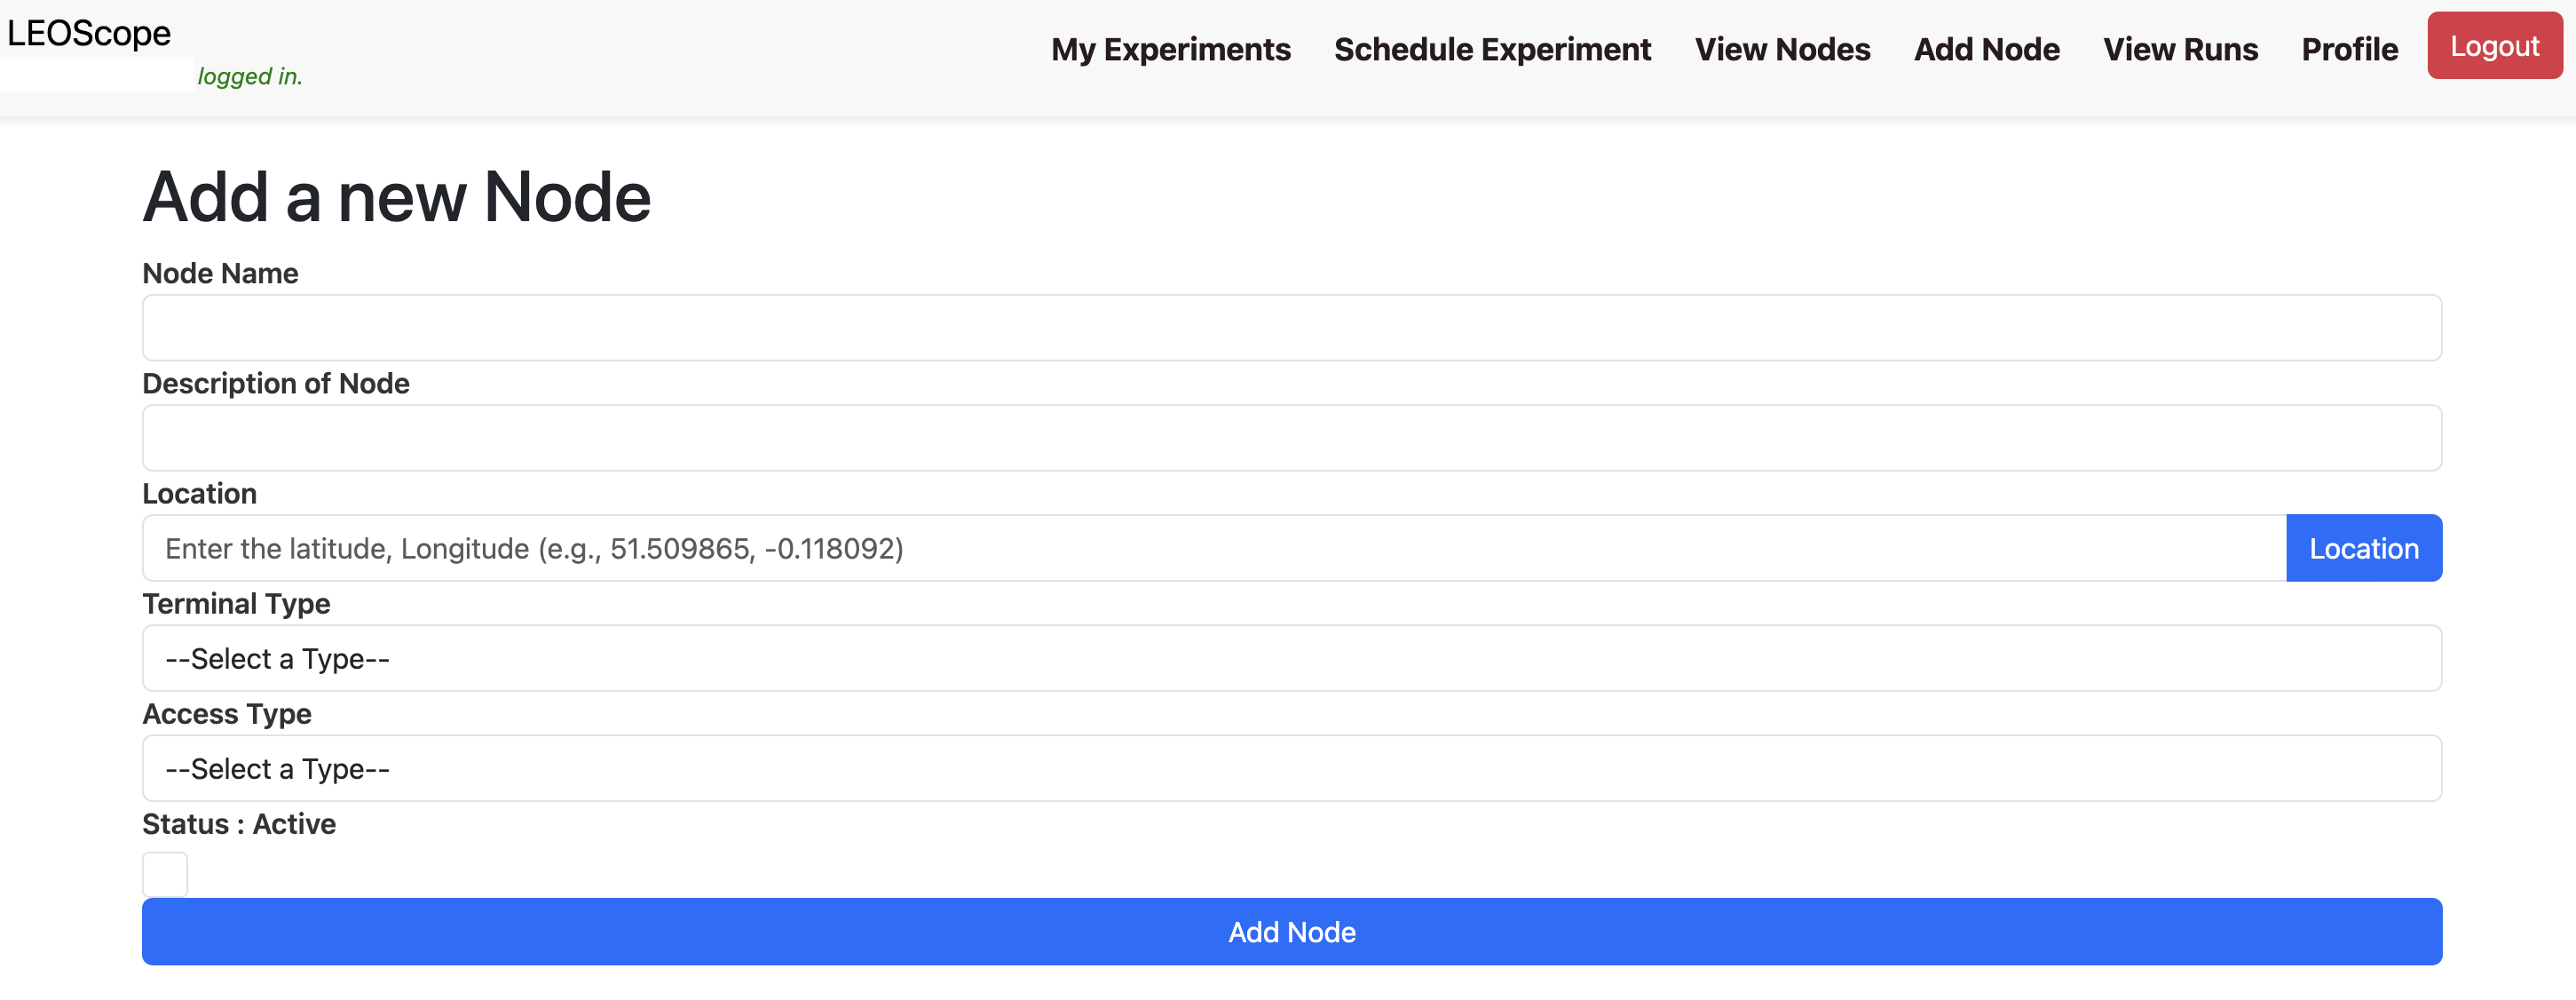 LEOScope
logged in.
My Experiments Schedule Experiment View Nodes Add Node View Runs Profile Logout
Add a new Node
Node Name
Description of Node
Location
Enter the latitude, Longitude (e.g., 51.509865, -0.118092) Location
Terminal Type
--Select a Type--
Access Type
--Select a Type--
Status : Active
Add Node